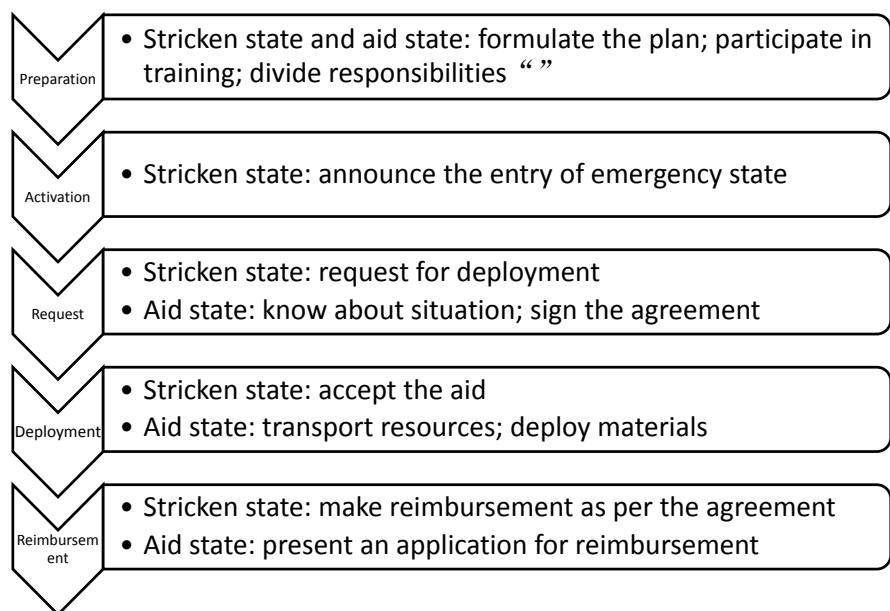 Preparation
• Stricken state and aid state: formulate the plan; participate in
training; divide responsibilities “ ”
Activation
• Stricken state: announce the entry of emergency state
Request
• Stricken state: request for deployment
• Aid state: know about situation; sign the agreement
Deployment
• Stricken state: accept the aid
• Aid state: transport resources; deploy materials
Reimbursem
ent
• Stricken state: make reimbursement as per the agreement
• Aid state: present an application for reimbursement